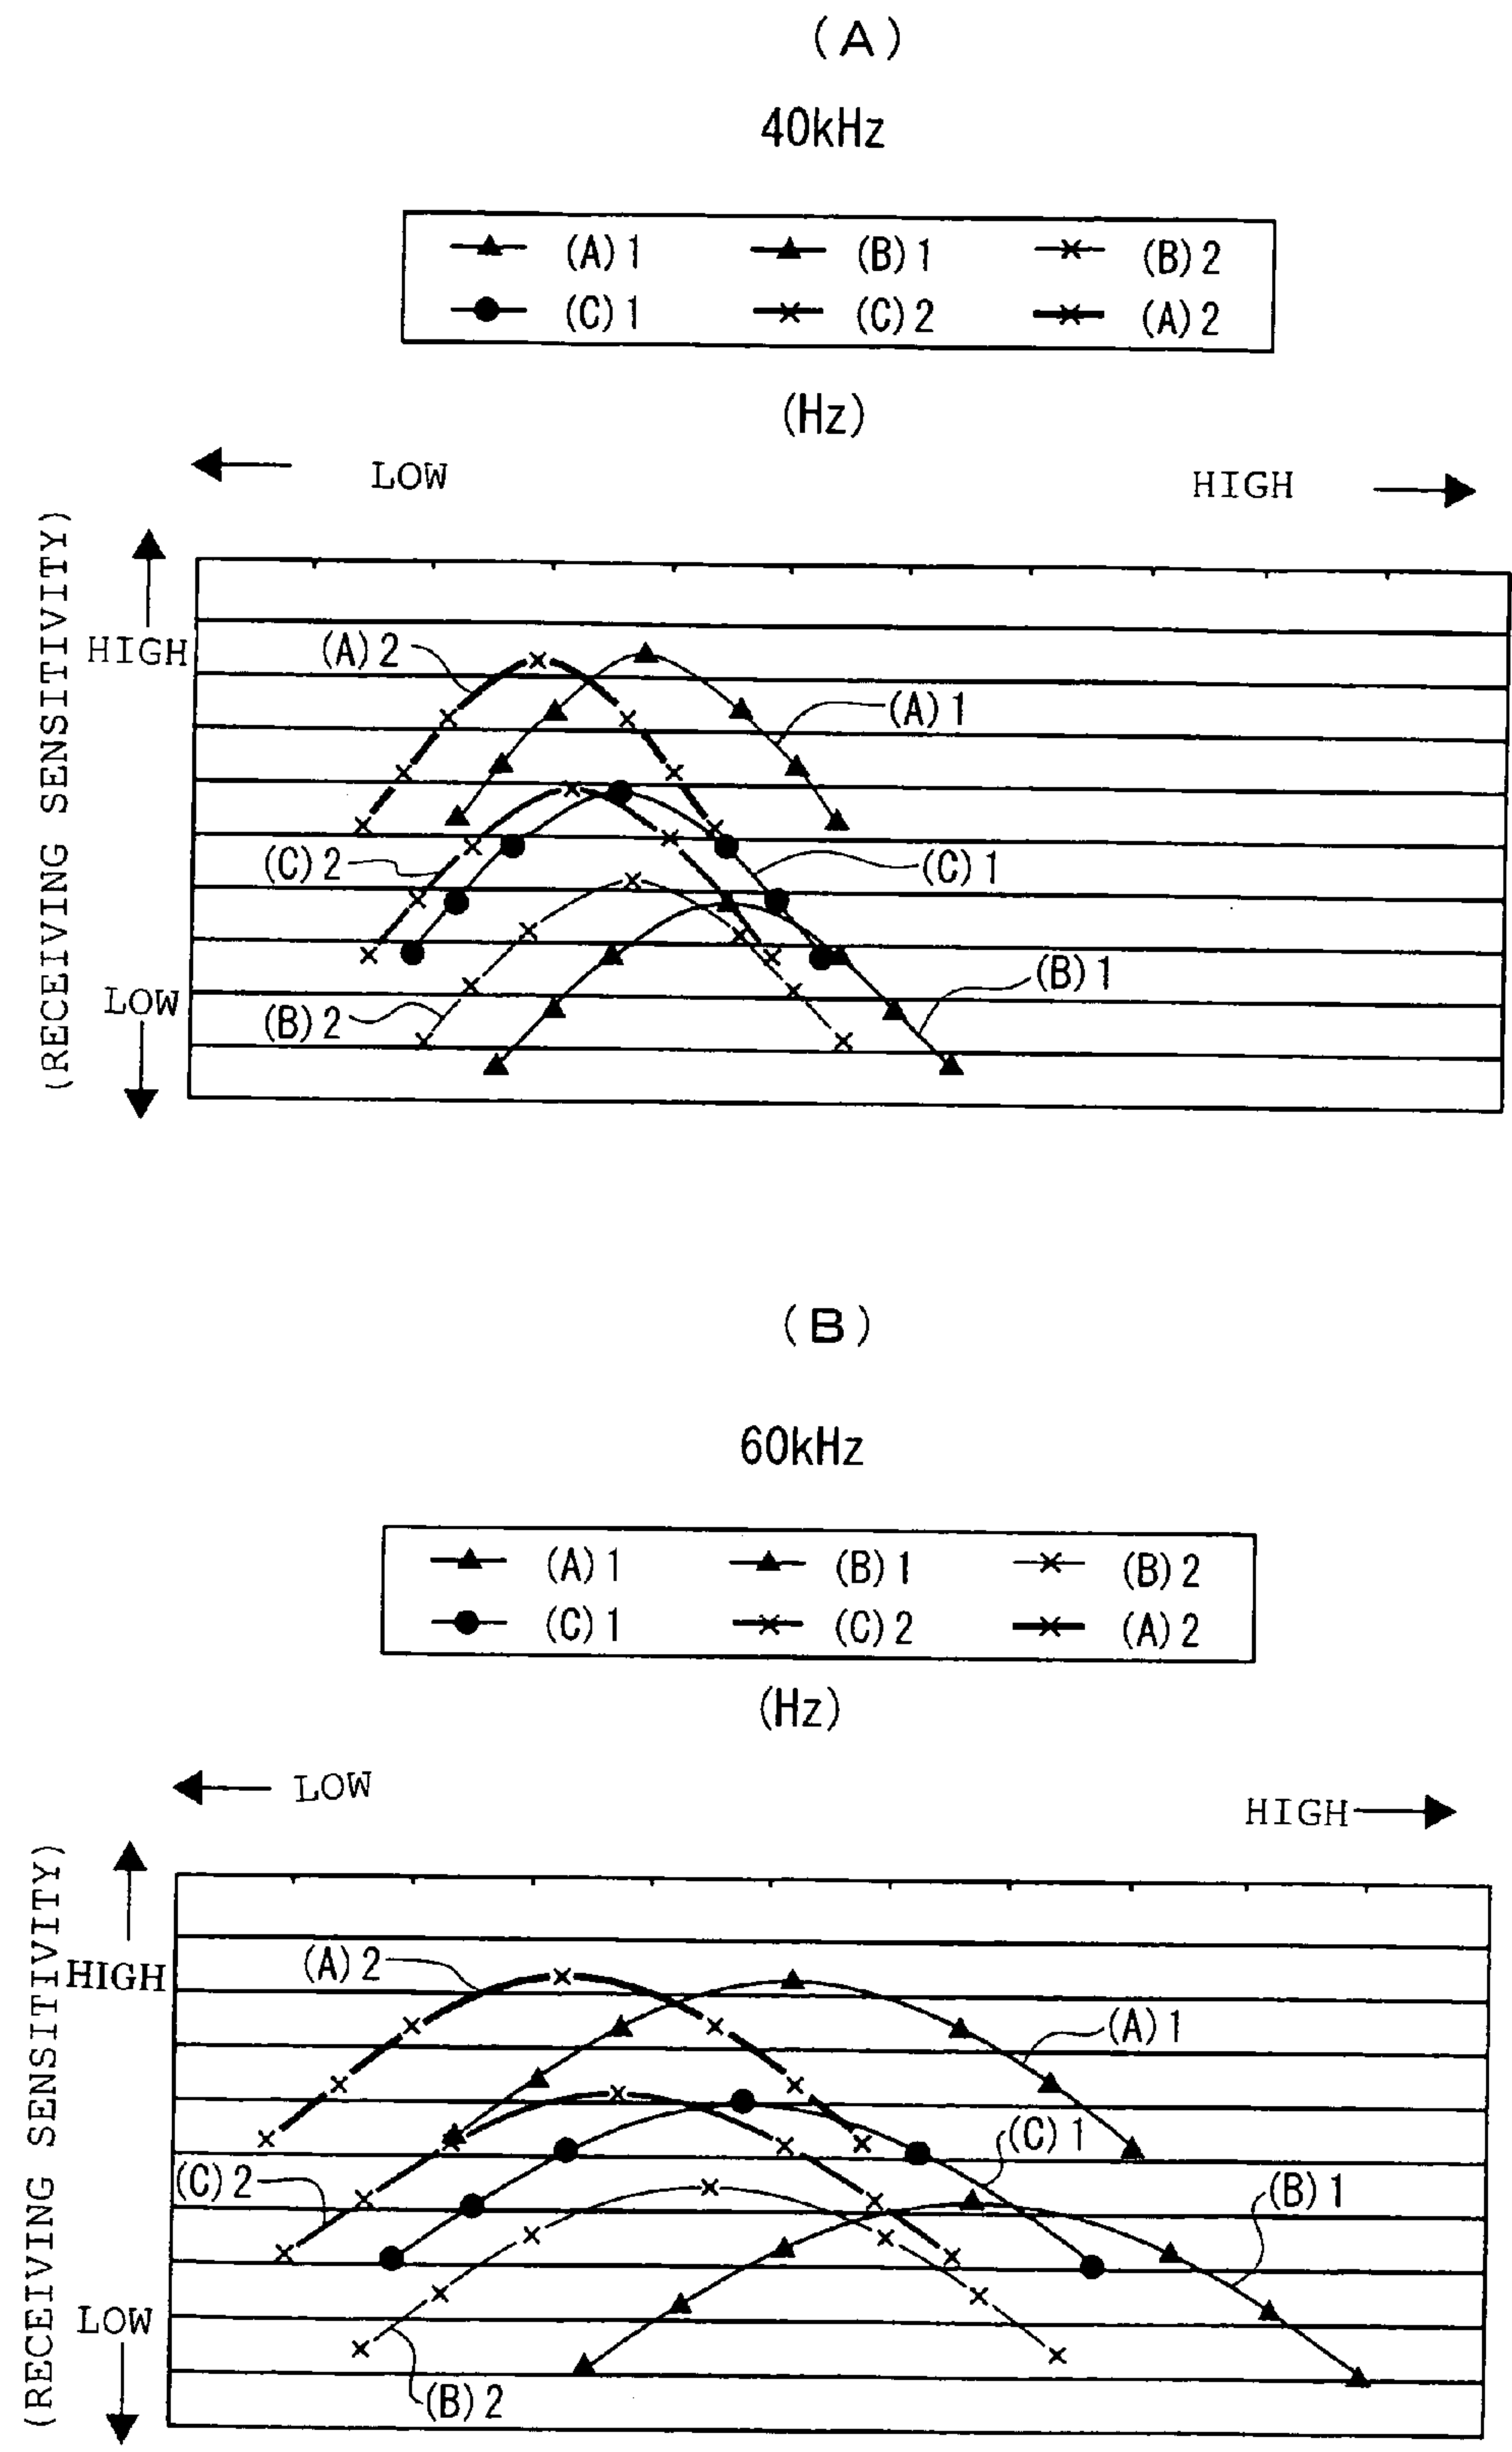 (A)
40kHz
(A)1 (B)1 (B)2
(C)1 (C)2 (A)2
(Hz)
LOW HIGH
(RECEIVING SENSITIVITY)
HIGH
(A)2
(A)1
(C)2 (C)1
LOW
(B)2 (B)1
(B)
60kHz
(A)1 (B)1 (B)2
(C)1 (C)2 (A)2
(Hz)
LOW HIGH
(RECEIVING SENSITIVITY)
HIGH
(A)2
(A)1
(C)1
(C)2 (B)1
LOW
(B)2